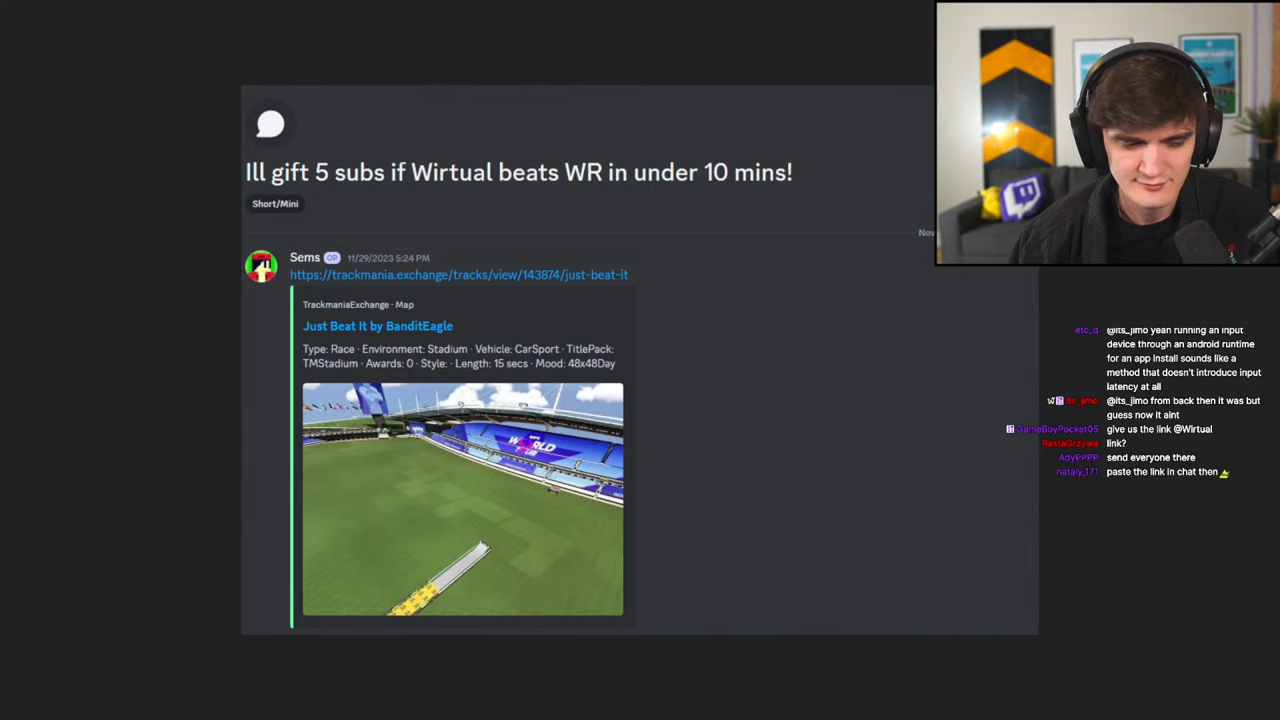 Ill gift 5 subs if Wirtual beats WR in under 10 mins!
Short/Mini
Nov
Sems OP 11/29/2023 5:24 PM
https://trackmania.exchange/tracks/view/143874/just-beat-it
TrackmaniaExchange · Map
Just Beat It by BanditEagle
Type: Race · Environment: Stadium · Vehicle: CarSport · TitlePack:
TMStadium · Awards: 0 · Style: · Length: 15 secs · Mood: 48x48Day
WORLD
TOUR
@its_jimo yeah running an input
device through an android runtime
for an app install sounds like a
method that doesn't introduce input
latency at all
its_jimo @its_jimo from back then it was but
guess now it aint
GameBoyPocket05 give us the link @Wirtual
RastaGrzywa link?
AdyPPPP send everyone there
nataly_171 paste the link in chat then